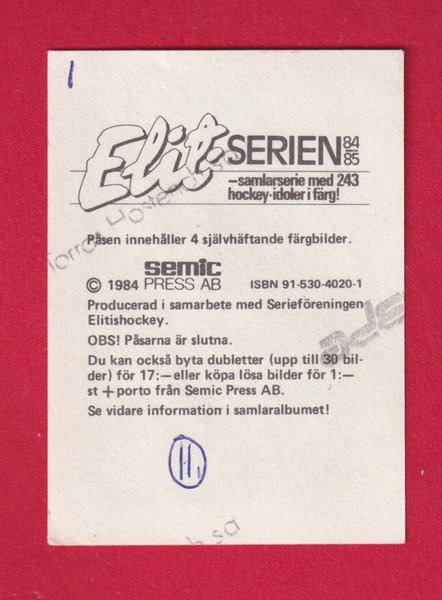 1
Elit-SERIEN 84
85
-samlarserie med 243
hockey-idoler i färg!
Påsen innehåller 4 självhäftande färgbilder.
semic
© 1984 PRESS AB ISBN 91-530-4020-1
Producerad i samarbete med Serieföreningen
Elitishockey.
OBS! Påsarna är slutna.
Du kan också byta dubletter (upp till 30 bil-
der) för 17:—eller köpa lösa bilder för 1:—
st + porto från Semic Press AB.
Se vidare information i samlaralbumet!
11,